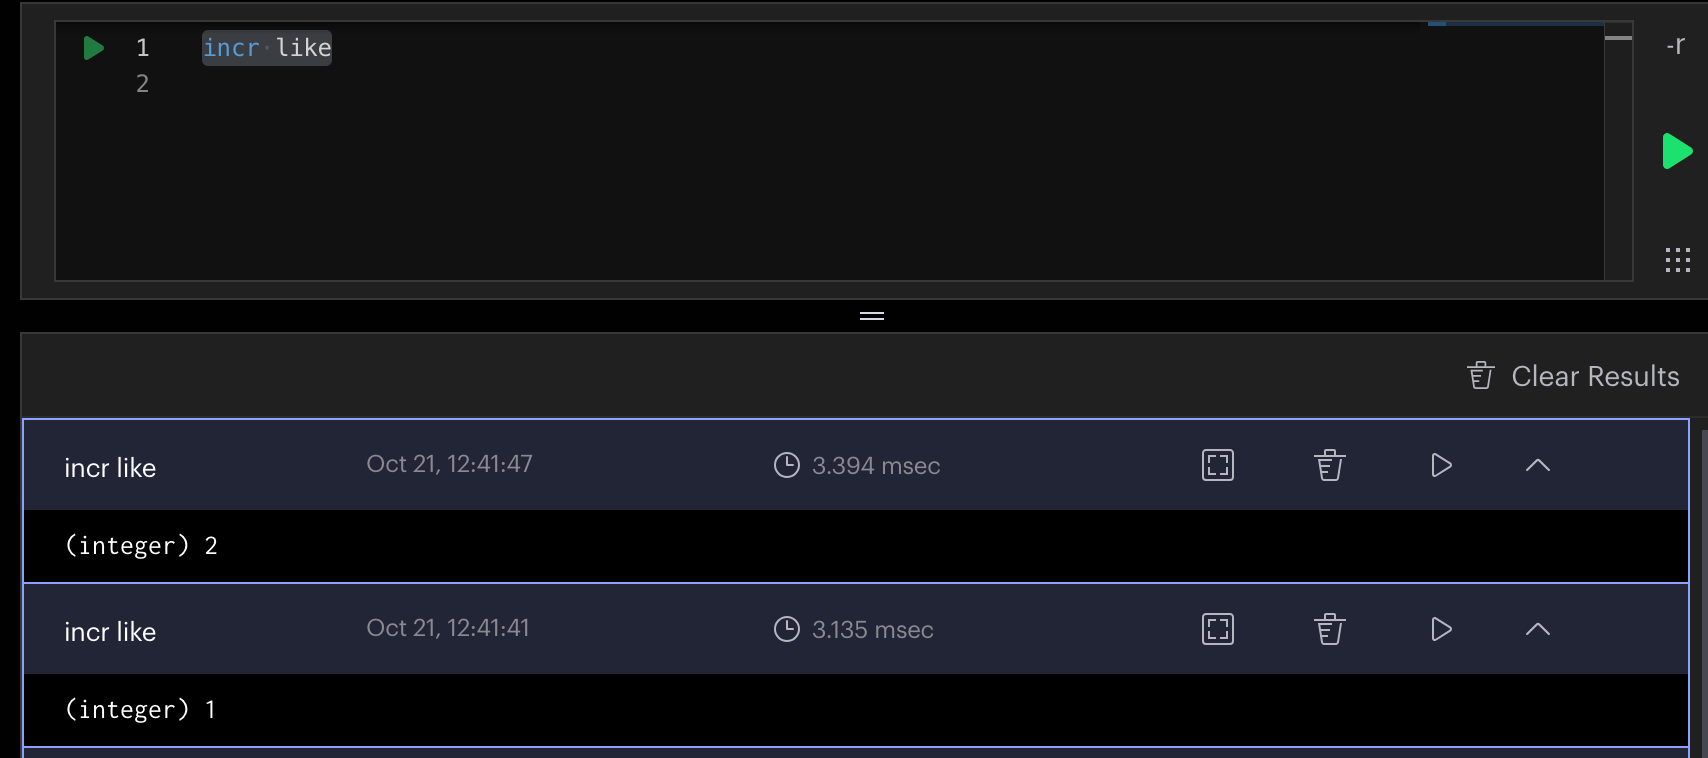 1 incr like
2
-r
Clear Results
incr like Oct 21, 12:41:47 3.394 msec
(integer) 2
incr like Oct 21, 12:41:41 3.135 msec
(integer) 1